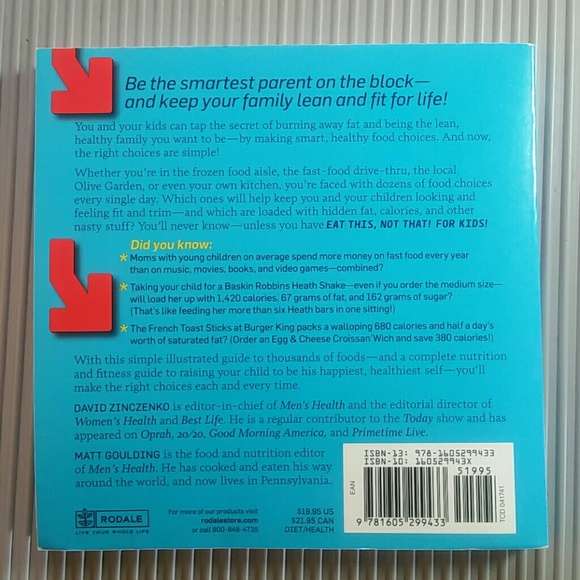 Be the smartest parent on the block—
and keep your family lean and fit for life!
You and your kids can tap the secret of burning away fat and being the lean,
healthy family you want to be—by making smart, healthy food choices. And now,
the right choices are simple!
Whether you're in the frozen food aisle, the fast-food drive-thru, the local
Olive Garden, or even your own kitchen, you're faced with dozens of food choices
every single day. Which ones will help keep you and your children looking and
feeling fit and trim—and which are loaded with hidden fat, calories, and other
nasty stuff? You'll never know—unless you have EAT THIS, NOT THAT! FOR KIDS!
Did you know:
* Moms with young children on average spend more money on fast food every year
than on music, movies, books, and video games—combined?
* Taking your child for a Baskin Robbins Heath Shake—even if you order the medium size—
will load her up with 1,420 calories, 67 grams of fat, and 162 grams of sugar?
(That's like feeding her more than six Heath bars in one sitting!)
* The French Toast Sticks at Burger King packs a walloping 680 calories and half a day's
worth of saturated fat? (Order an Egg & Cheese Croissan'Wich and save 380 calories!)
With this simple illustrated guide to thousands of foods—and a complete nutrition
and fitness guide to raising your child to be his happiest, healthiest self—you'll
make the right choices each and every time.
DAVID ZINCZENKO is editor-in-chief of Men's Health and the editorial director of
Women's Health and Best Life. He is a regular contributor to the Today show and has
appeared on Oprah, 20/20, Good Morning America, and Primetime Live.
MATT GOULDING is the food and nutrition editor
of Men's Health. He has cooked and eaten his way
around the world, and now lives in Pennsylvania.
RODALE
LIVE YOUR WHOLE LIFE
For more of our products visit
rodalestore.com
or call 800-848-4735
$19.95 US
$21.95 CAN
DIET/HEALTH
EAN
ISBN-13: 978-1605299433
ISBN-10: 160529943X
51995
9 781605 299433
TCD 041741